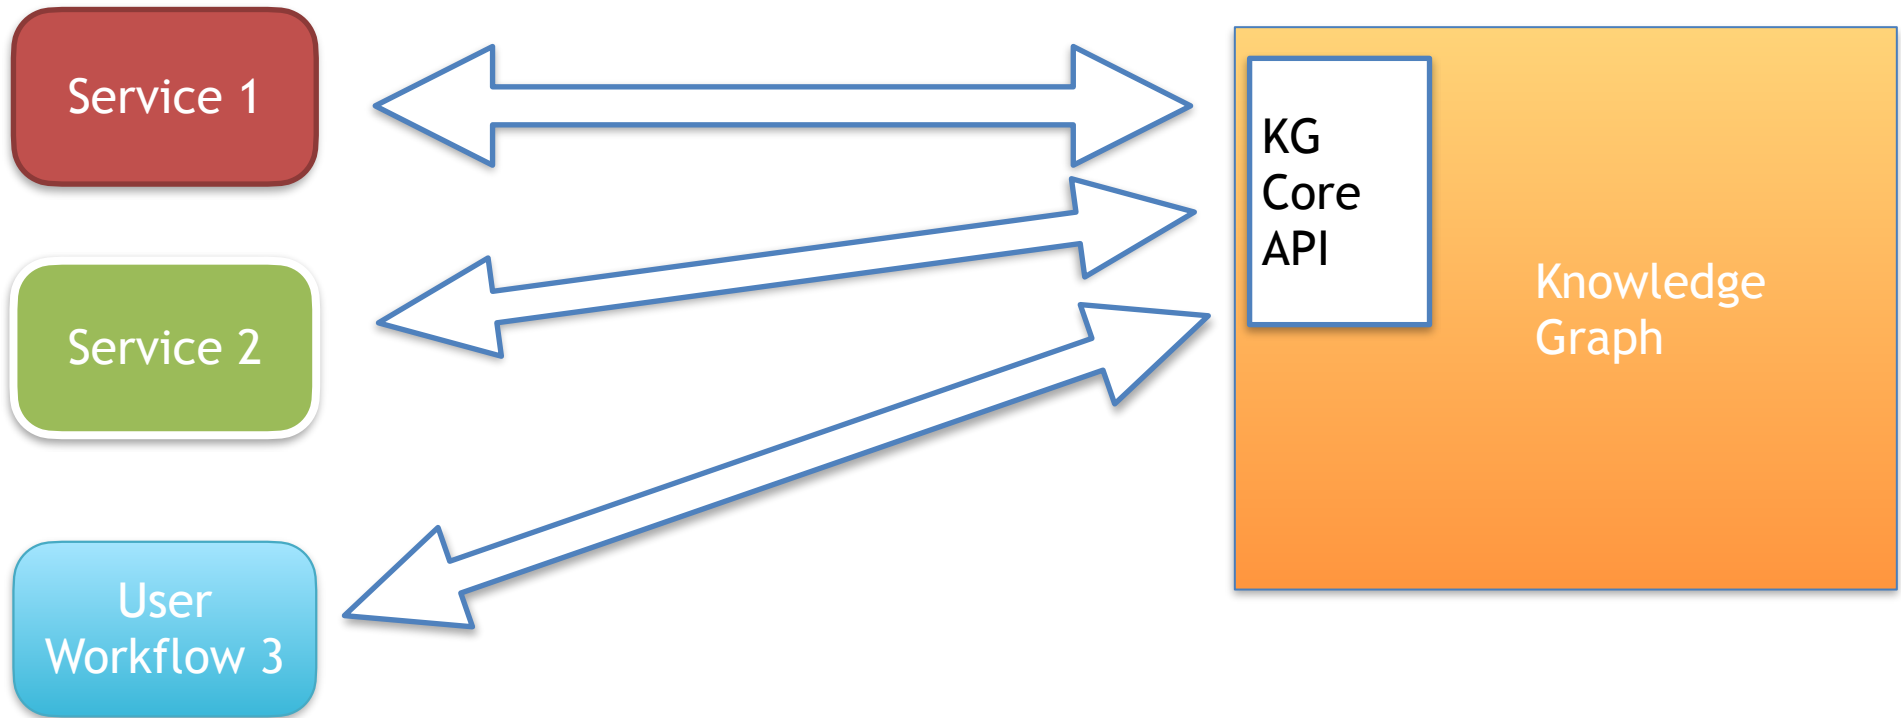 Service 1
Service 2
User
Workflow 3
KG
Core
API
Knowledge
Graph